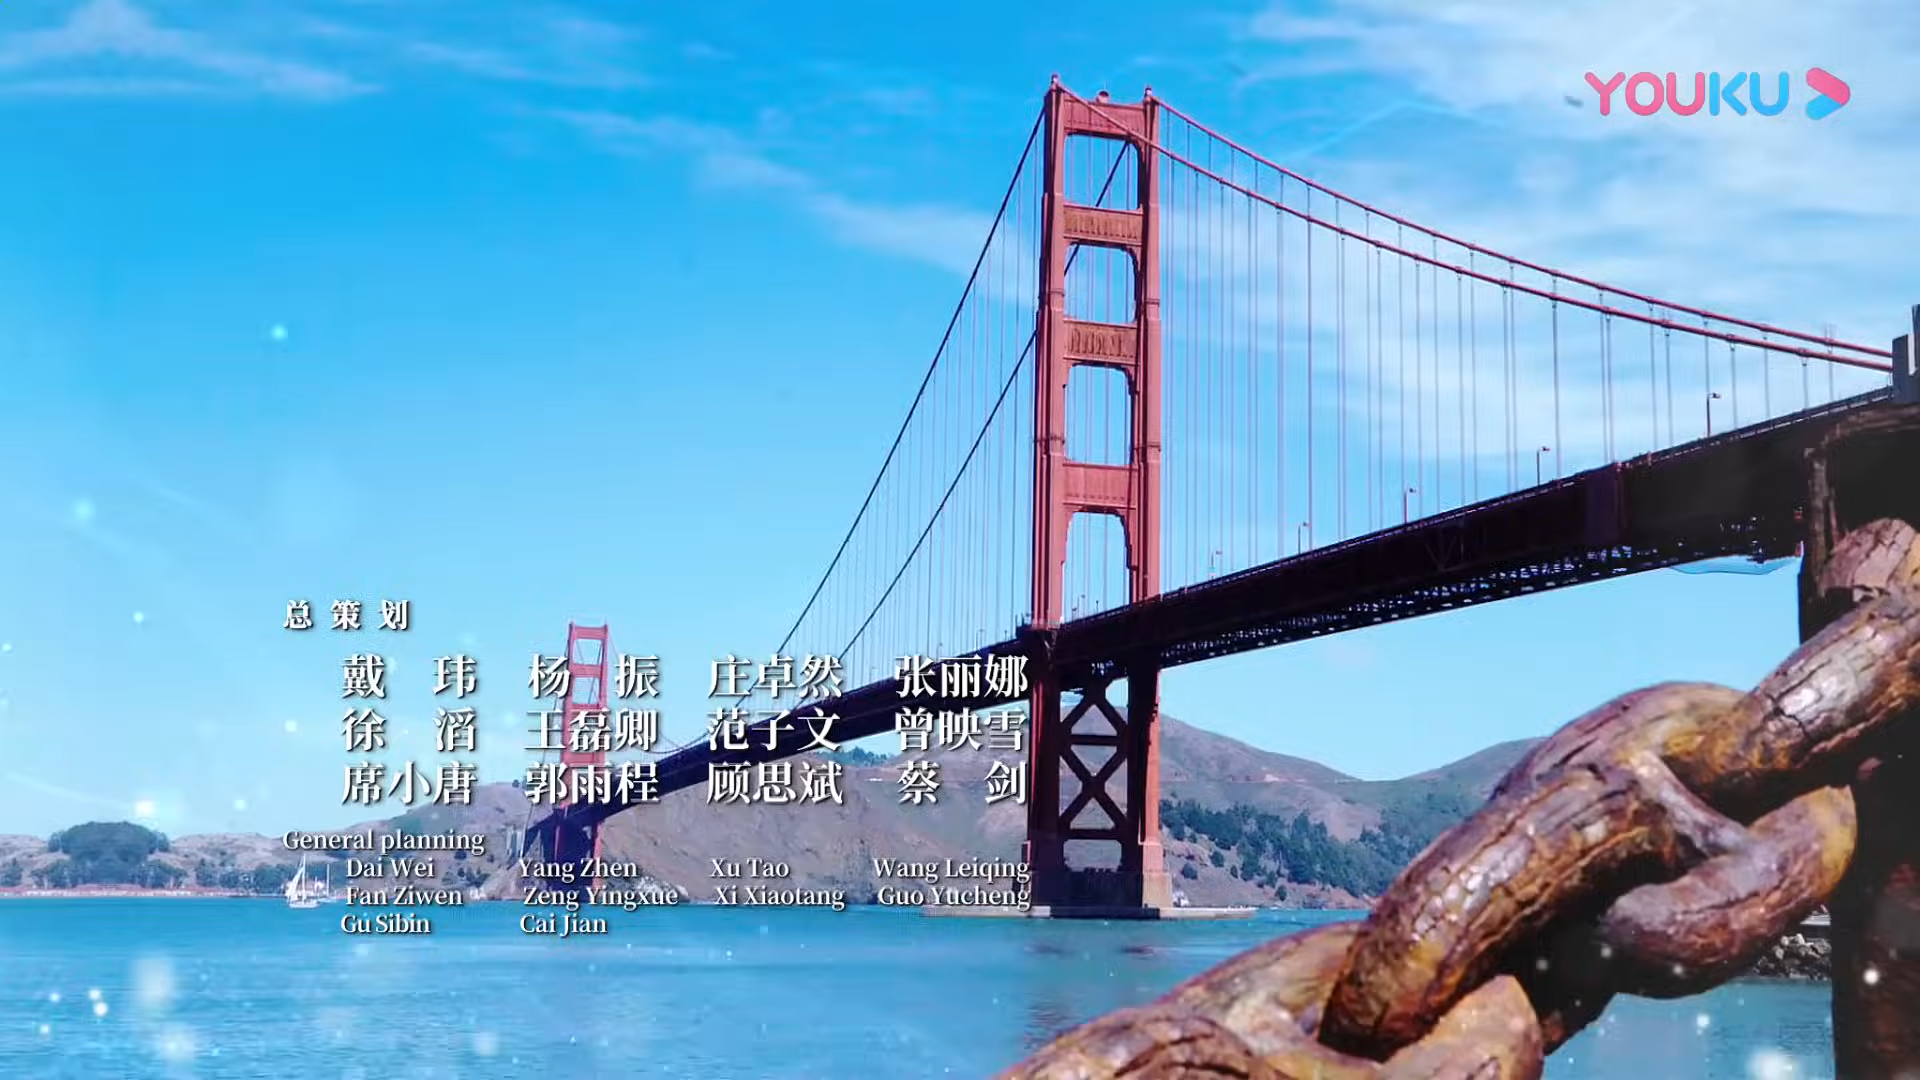 YOUKU
总策划
戴 玮 杨 振 庄卓然 张丽娜
徐 滔 王磊卿 范子文 曾映雪
席小唐 郭雨程 顾思斌 蔡 剑
General planning
Dai Wei Yang Zhen Xu Tao Wang Leiqing
Fan Ziwen Zeng Yingxue Xi Xiaotang Guo Yucheng
Gu Sibin Cai Jian